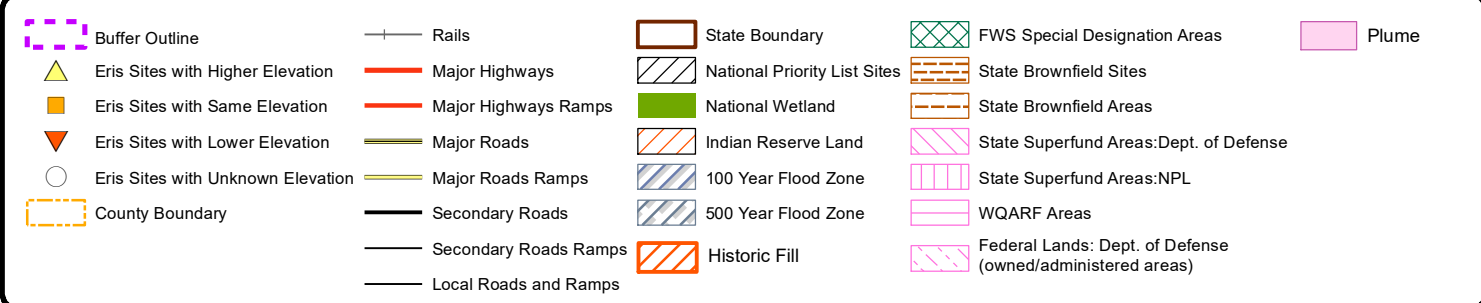 Buffer Outline
Eris Sites with Higher Elevation
Eris Sites with Same Elevation
Eris Sites with Lower Elevation
Eris Sites with Unknown Elevation
County Boundary
Rails
Major Highways
Major Highways Ramps
Major Roads
Major Roads Ramps
Secondary Roads
Secondary Roads Ramps
Local Roads and Ramps
State Boundary
National Priority List Sites
National Wetland
Indian Reserve Land
100 Year Flood Zone
500 Year Flood Zone
Historic Fill
FWS Special Designation Areas
State Brownfield Sites
State Brownfield Areas
State Superfund Areas:Dept. of Defense
State Superfund Areas:NPL
WQARF Areas
Federal Lands: Dept. of Defense
(owned/administered areas)
Plume